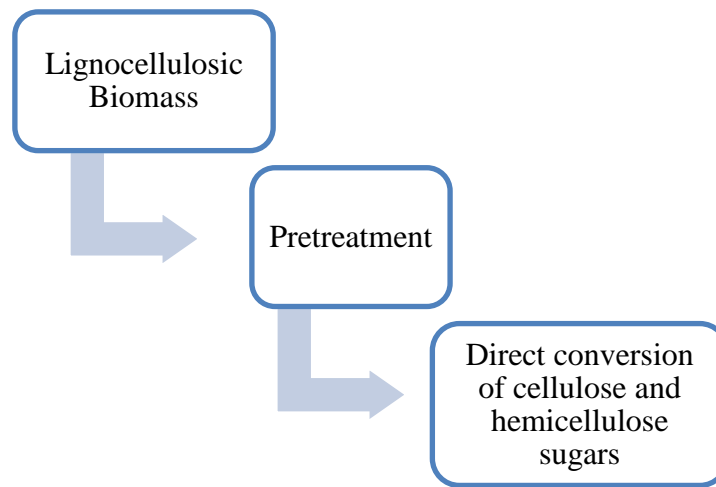 Lignocellulosic
Biomass
Pretreatment
Direct conversion
of cellulose and
hemicellulose
sugars